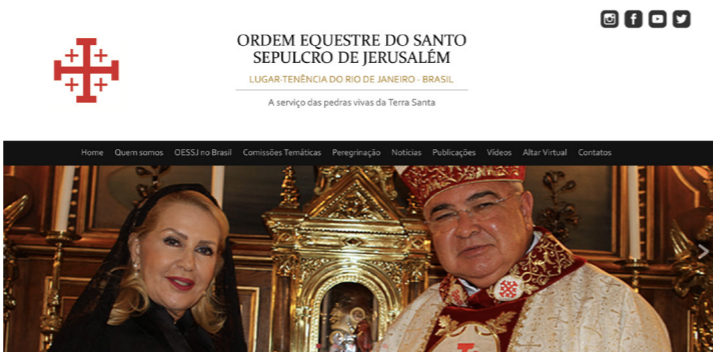 ORDEM EQUESTRE DO SANTO
SEPULCRO DE JERUSALÉM
LUGAR-TENÊNCIA DO RIO DE JANEIRO - BRASIL
A serviço das pedras vivas da Terra Santa
Home Quem somos OESSJ no Brasil Comissões Temáticas Peregrinação Notícias Publicações Vídeos Altar Virtual Contatos